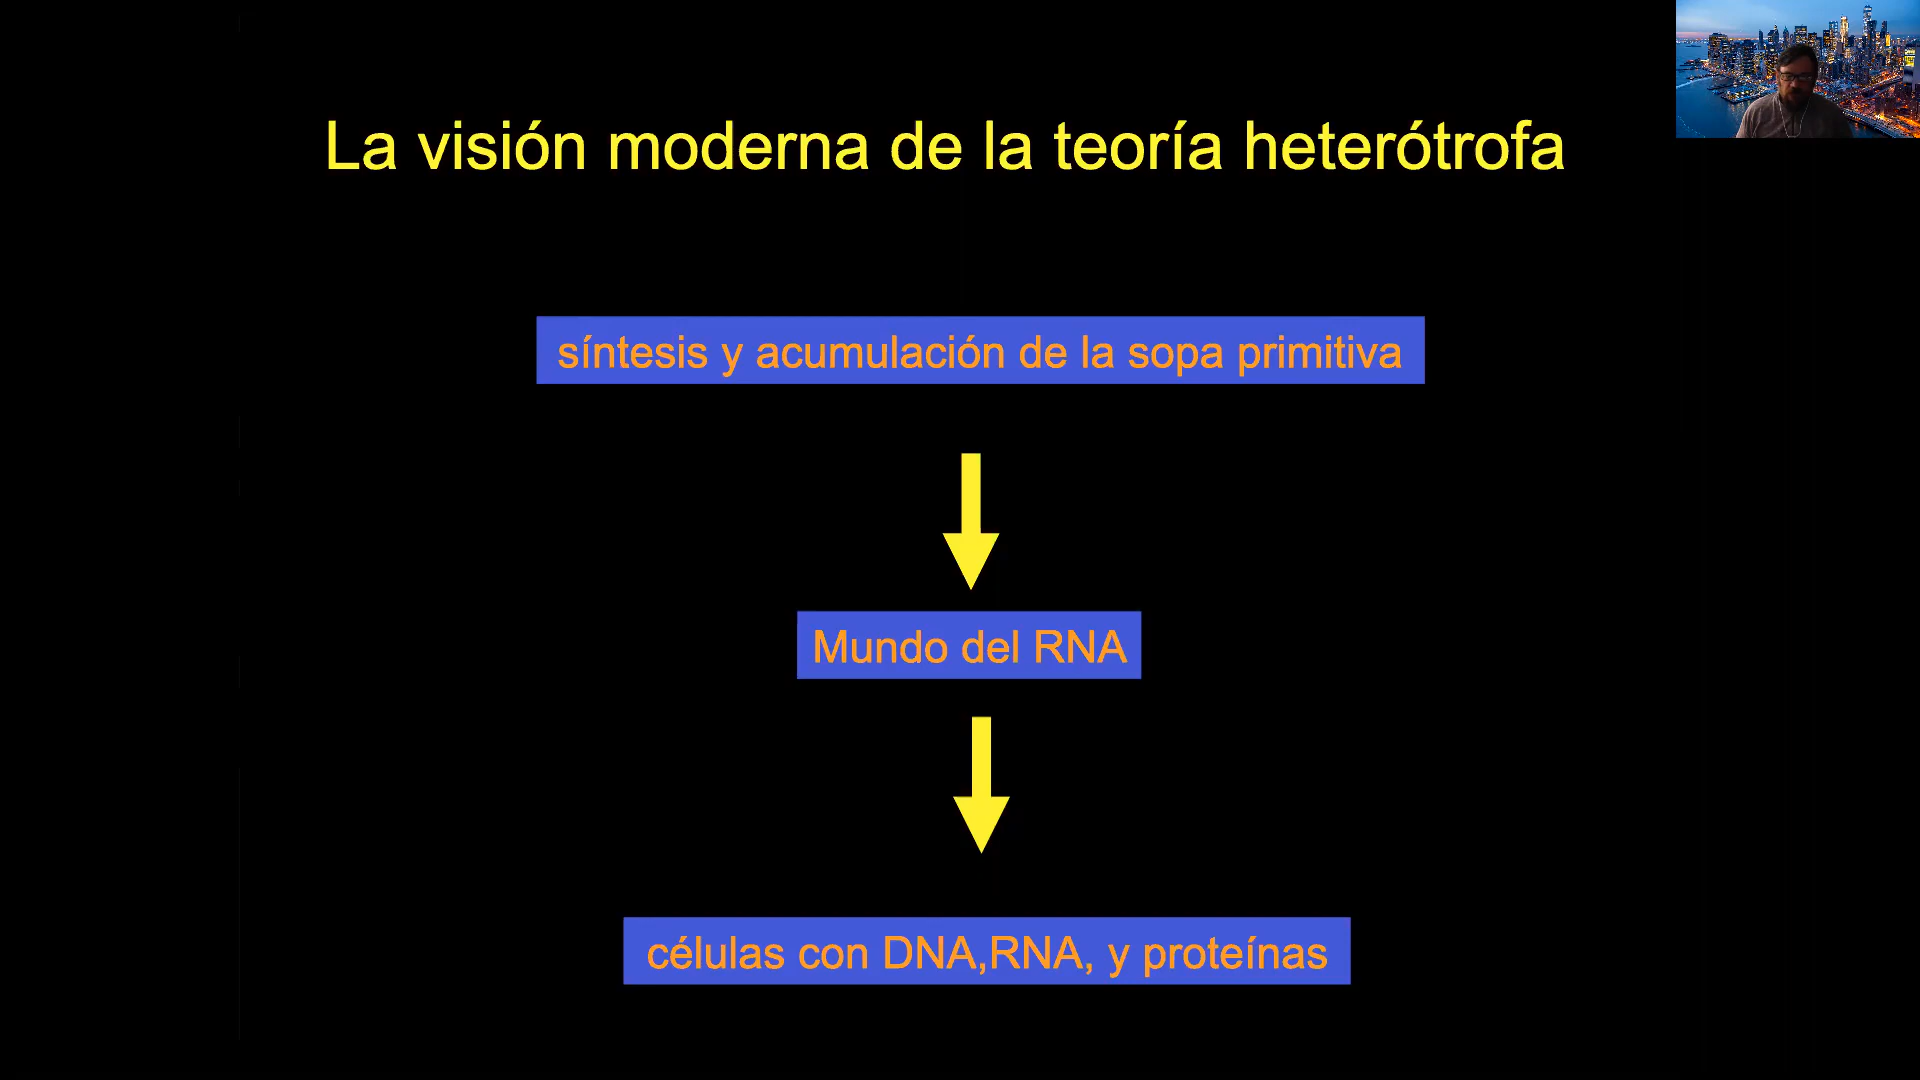 La visión moderna de la teoría heterótrofa
síntesis y acumulación de la sopa primitiva
Mundo del RNA
células con DNA,RNA, y proteínas